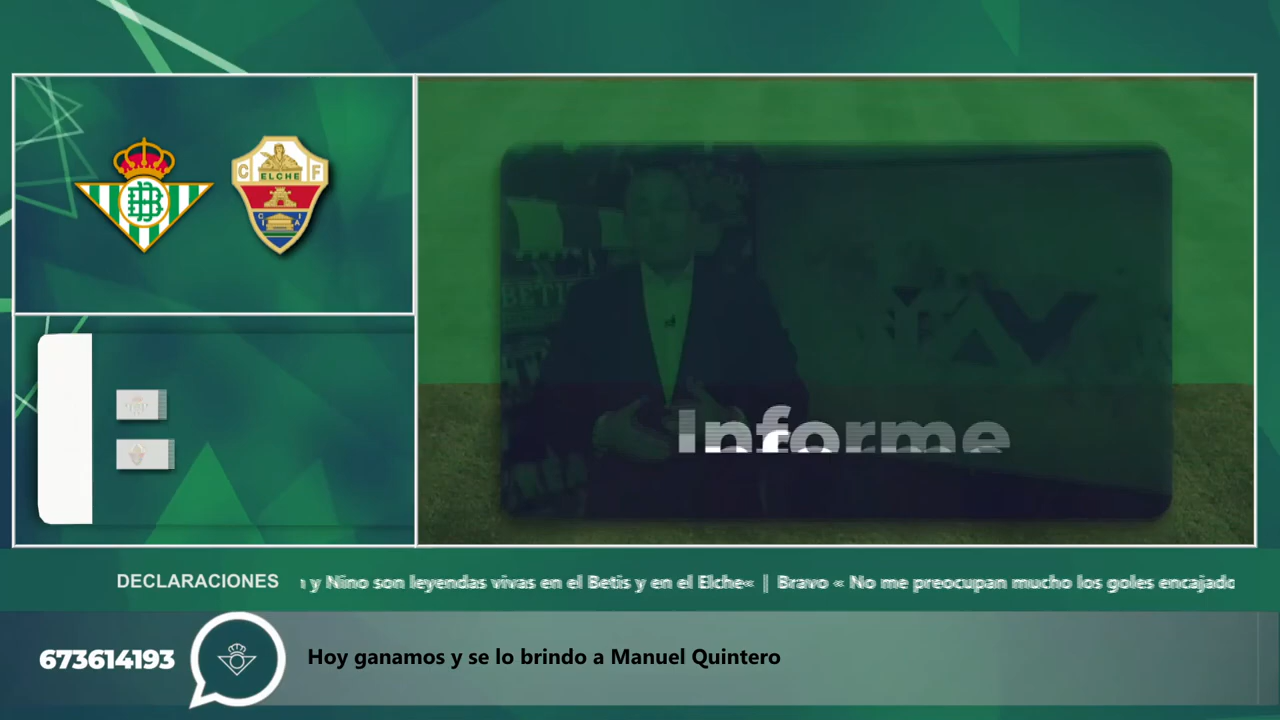 C F
ELCHE
BETIS
Informe
DECLARACIONES
y Nino son leyendas vivas en el Betis y en el Elche« | Bravo « No me preocupan mucho los goles encajado
673614193
Hoy ganamos y se lo brindo a Manuel Quintero